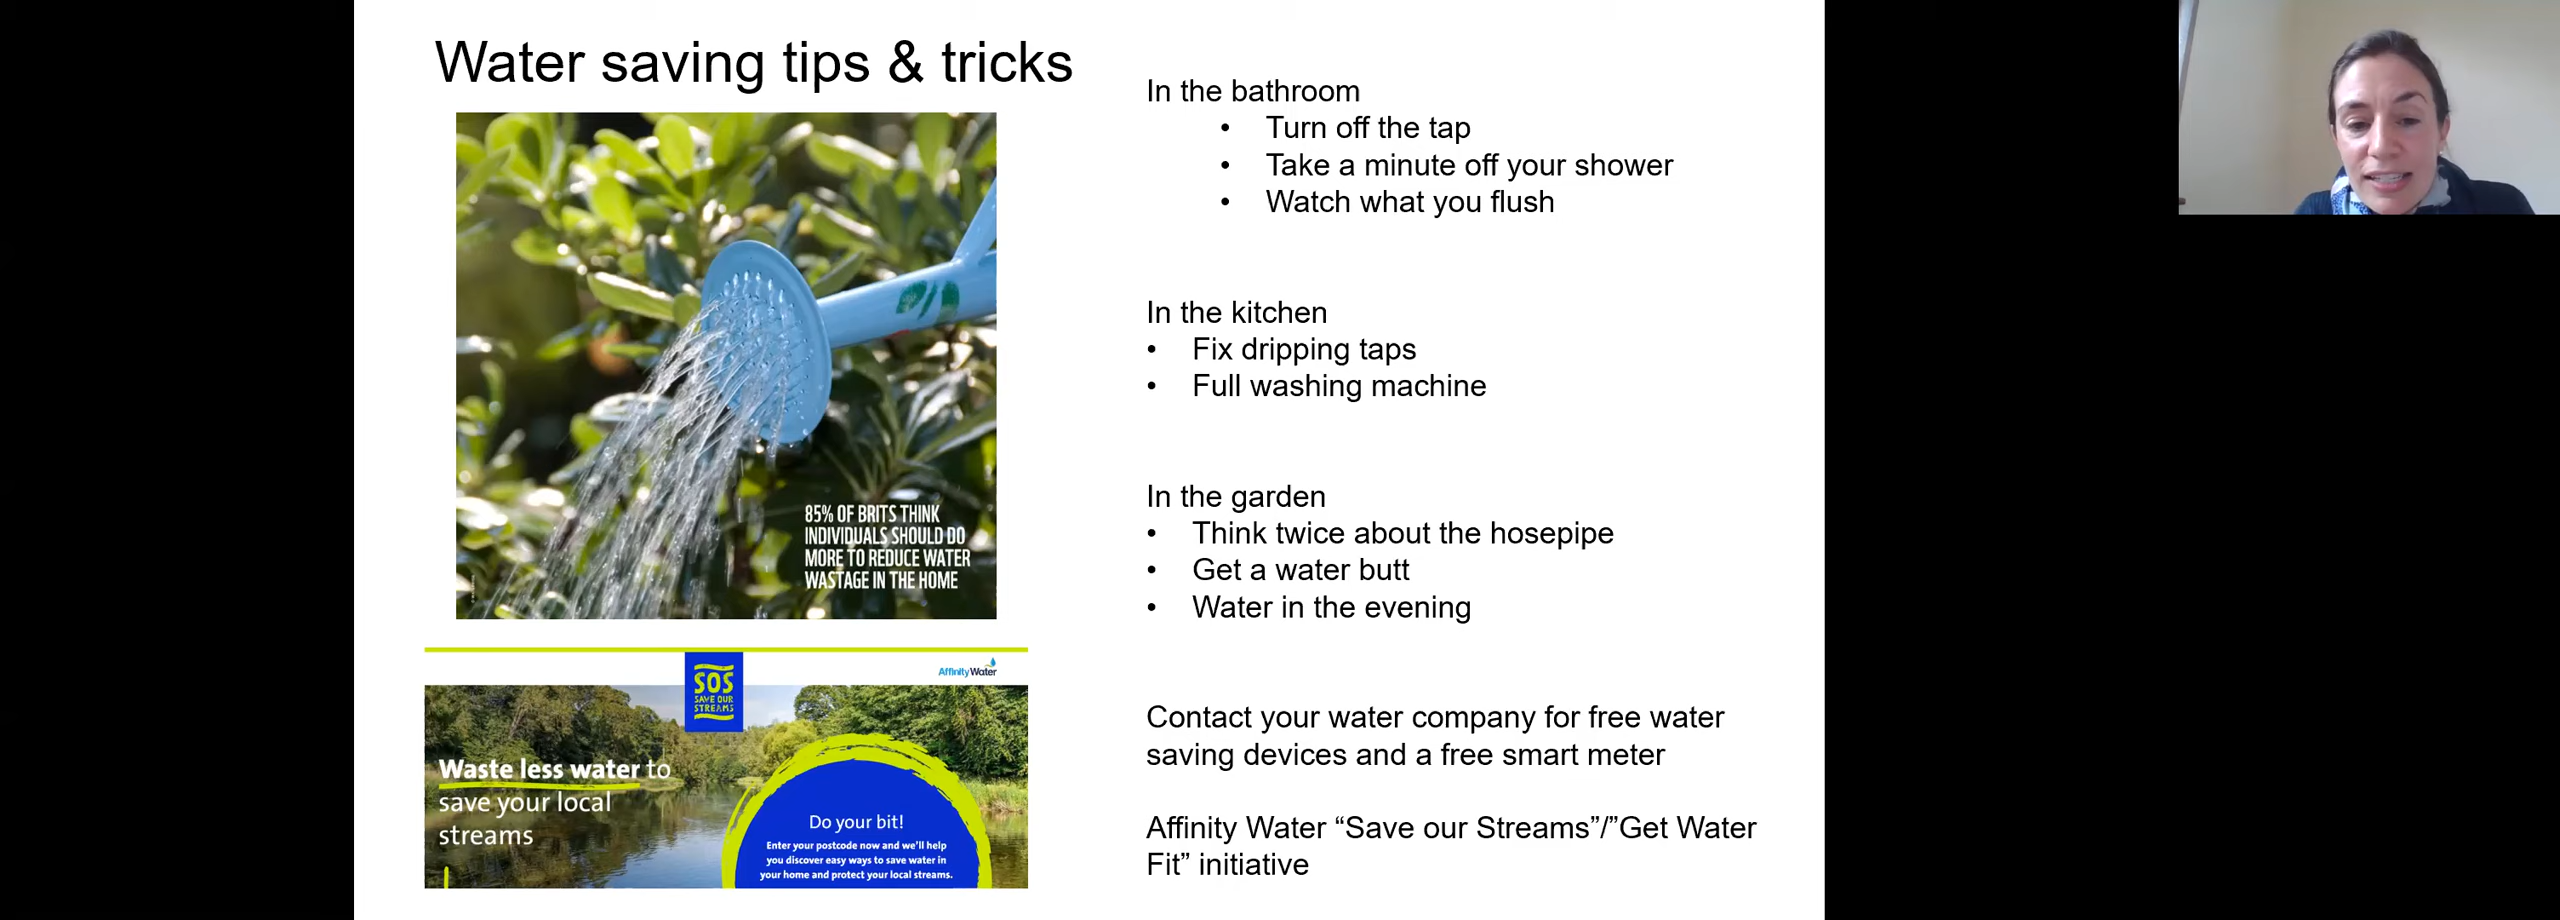 Water saving tips & tricks
85% OF BRITS THINK
INDIVIDUALS SHOULD DO
MORE TO REDUCE WATER
WASTAGE IN THE HOME
SOS
SAVE OUR
STREAMS
AffinityWater
Waste less water to
save your local
streams
Do your bit!
Enter your postcode now and we'll help
you discover easy ways to save water in
your home and protect your local streams.
In the bathroom
• Turn off the tap
• Take a minute off your shower
• Watch what you flush
In the kitchen
• Fix dripping taps
• Full washing machine
In the garden
• Think twice about the hosepipe
• Get a water butt
• Water in the evening
Contact your water company for free water
saving devices and a free smart meter
Affinity Water “Save our Streams”/”Get Water
Fit” initiative